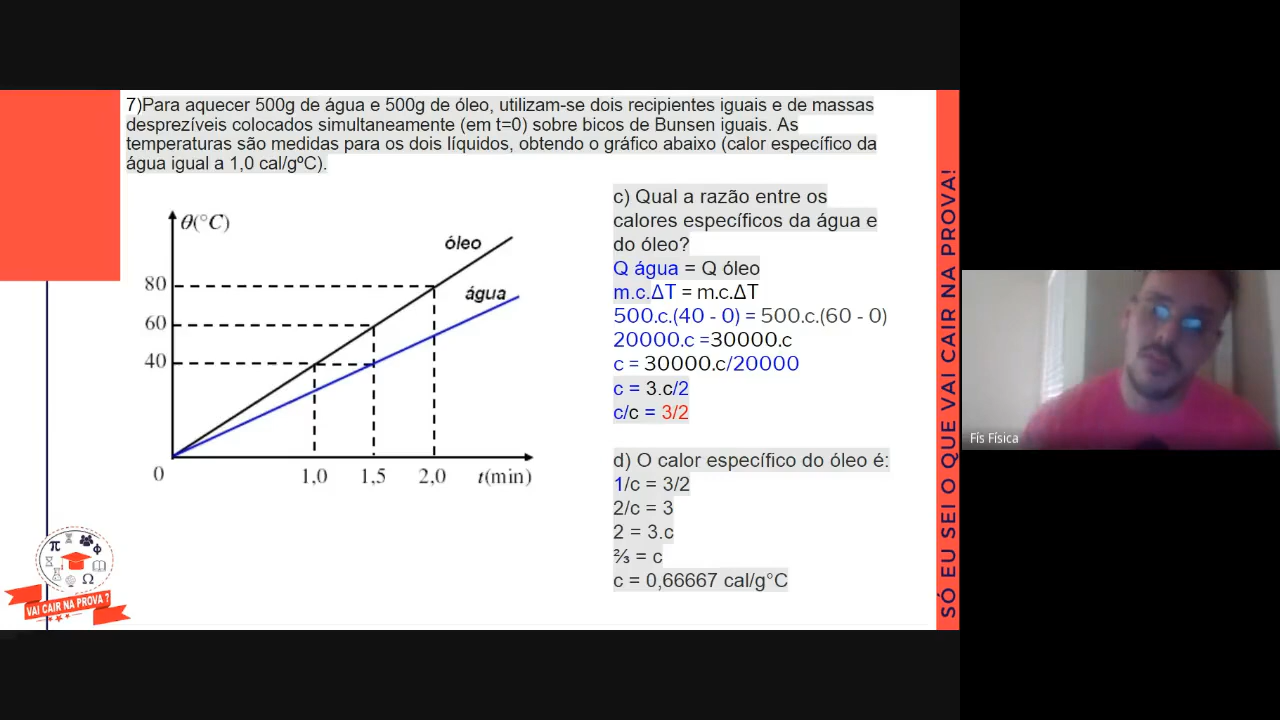 7)Para aquecer 500g de água e 500g de óleo, utilizam-se dois recipientes iguais e de massas
desprezíveis colocados simultaneamente (em t=0) sobre bicos de Bunsen iguais. As
temperaturas são medidas para os dois líquidos, obtendo o gráfico abaixo (calor específico da
água igual a 1,0 cal/gºC).
θ(°C)
óleo
água
80
60
40
0
1,0
1,5
2,0
t(min)
c) Qual a razão entre os
calores específicos da água e
do óleo?
Q água = Q óleo
m.c.ΔT = m.c.ΔT
500.c.(40 - 0) = 500.c.(60 - 0)
20000.c =30000.c
c = 30000.c/20000
c = 3.c/2
c/c = 3/2
d) O calor específico do óleo é:
1/c = 3/2
2/c = 3
2 = 3.c
⅔ = c
c = 0,66667 cal/g°C
π
Φ
Ω
VAI CAIR NA PROVA ?
SÓ EU SEI O QUE VAI CAIR NA PROVA!
Fís Física